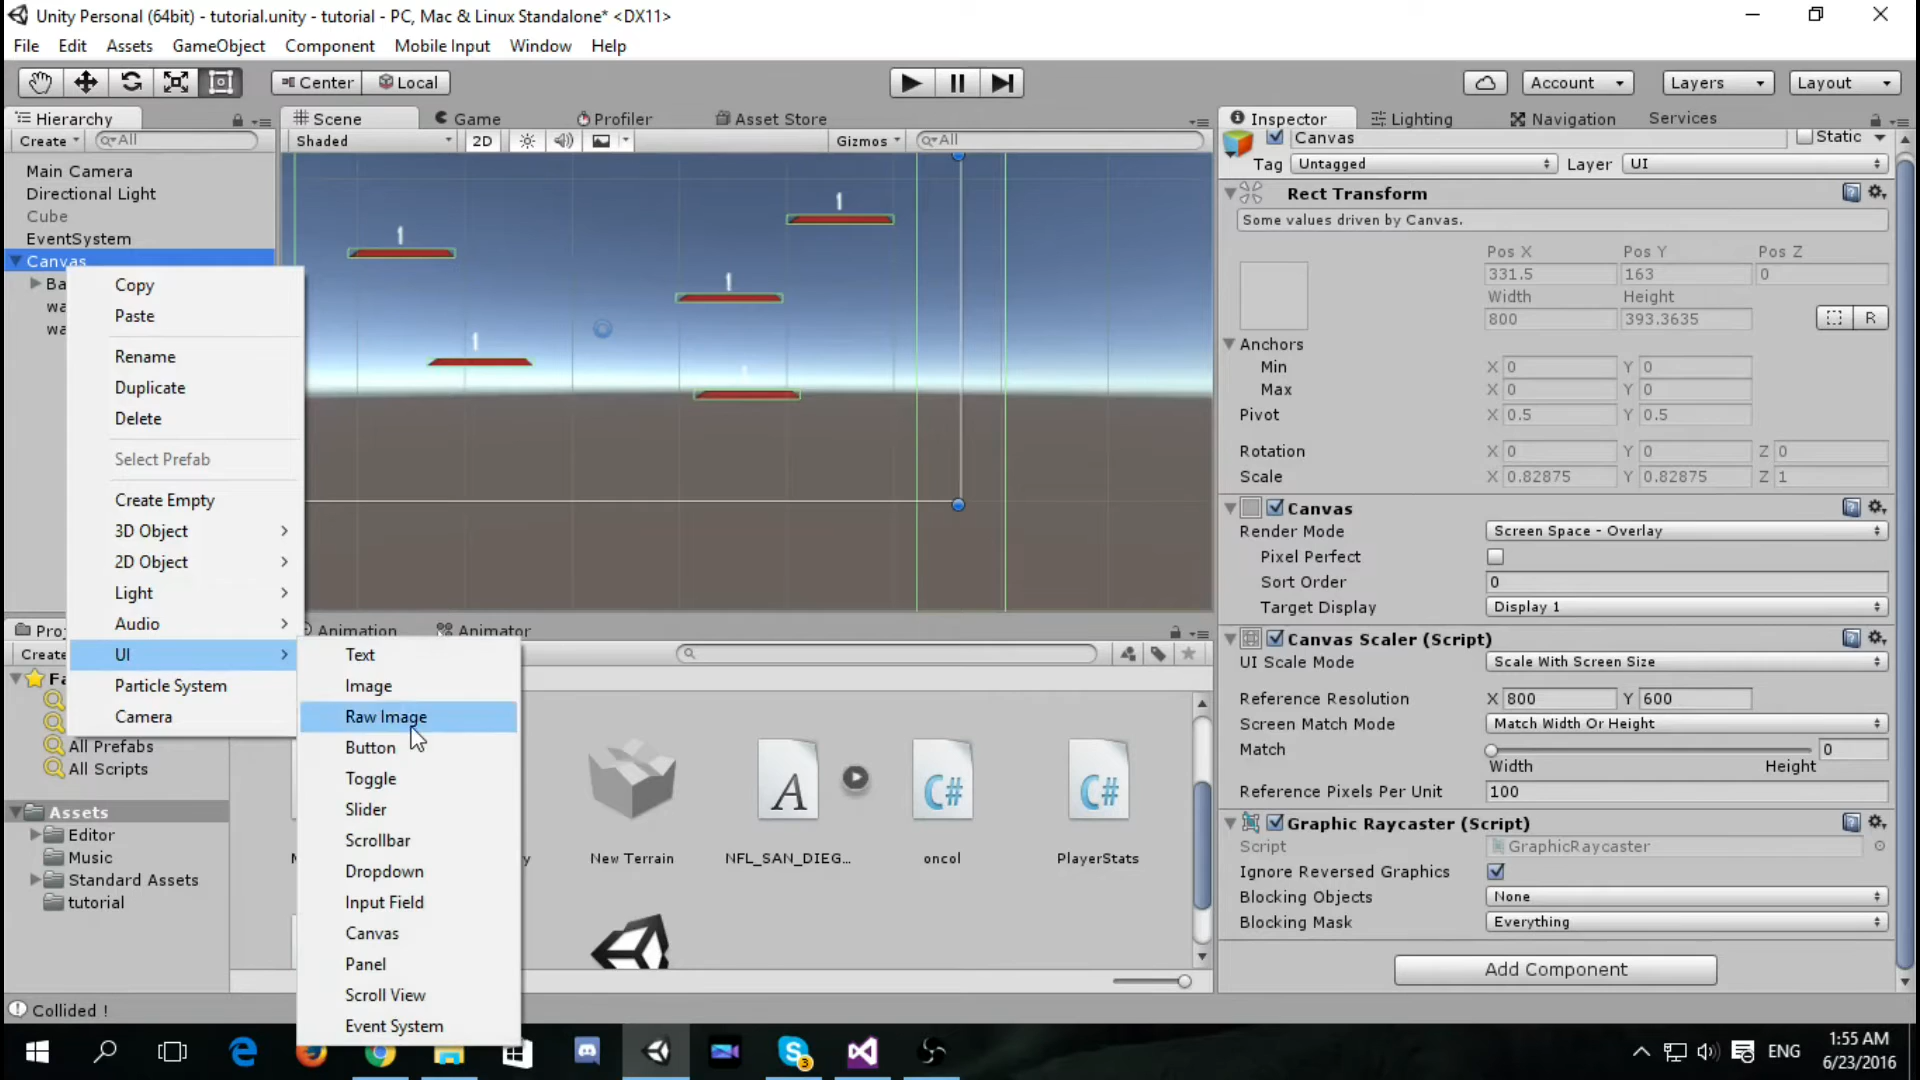 Unity Personal (64bit) - tutorial.unity - tutorial - PC, Mac & Linux Standalone* <DX11>
File Edit Assets GameObject Component Mobile Input Window Help
Center Local Account Layers Layout
Hierarchy
Create All
Main Camera
Directional Light
Cube
EventSystem
Canvas
Ba
wa
wa
Copy
Paste
Rename
Duplicate
Delete
Select Prefab
Create Empty
3D Object
2D Object
Light
Audio
UI
Particle System
Camera
Text
Image
Raw Image
Button
Toggle
Slider
Scrollbar
Dropdown
Input Field
Canvas
Panel
Scroll View
Event System
Scene Game Profiler Asset Store
Shaded 2D Gizmos All
1
1
1
1
1
Proj Animation Animator
Create
Fa
All Prefabs
All Scripts
Assets
Editor
Music
Standard Assets
tutorial
New Terrain NFL_SAN_DIEG... oncol PlayerStats
A C# C#
Inspector Lighting Navigation Services
Canvas Static
Tag Untagged Layer UI
Rect Transform
Some values driven by Canvas.
Pos X Pos Y Pos Z
331.5 163 0
Width Height
800 393.3635 R
Anchors
Min X 0 Y 0
Max X 0 Y 0
Pivot X 0.5 Y 0.5
Rotation X 0 Y 0 Z 0
Scale X 0.82875 Y 0.82875 Z 1
Canvas
Render Mode Screen Space - Overlay
Pixel Perfect
Sort Order 0
Target Display Display 1
Canvas Scaler (Script)
UI Scale Mode Scale With Screen Size
Reference Resolution X 800 Y 600
Screen Match Mode Match Width Or Height
Match 0
Width Height
Reference Pixels Per Unit 100
Graphic Raycaster (Script)
Script GraphicRaycaster
Ignore Reversed Graphics
Blocking Objects None
Blocking Mask Everything
Add Component
Collided !
3
ENG
1:55 AM
6/23/2016